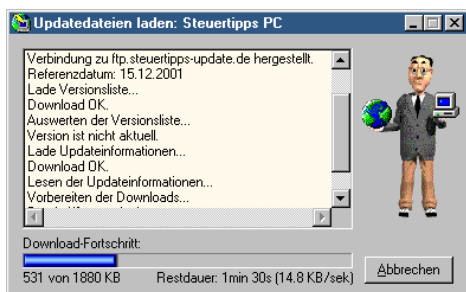 Updatedateien laden: Steuertipps PC
Verbindung zu ftp.steuertipps-update.de hergestellt.
Referenzdatum: 15.12.2001
Lade Versionsliste...
Download OK.
Auswerten der Versionsliste...
Version ist nicht aktuell.
Lade Updateinformationen...
Download OK.
Lesen der Updateinformationen...
Vorbereiten der Downloads...
Download-Fortschritt:
531 von 1880 KB Restdauer: 1min 30s (14.8 KB/sek)
Abbrechen